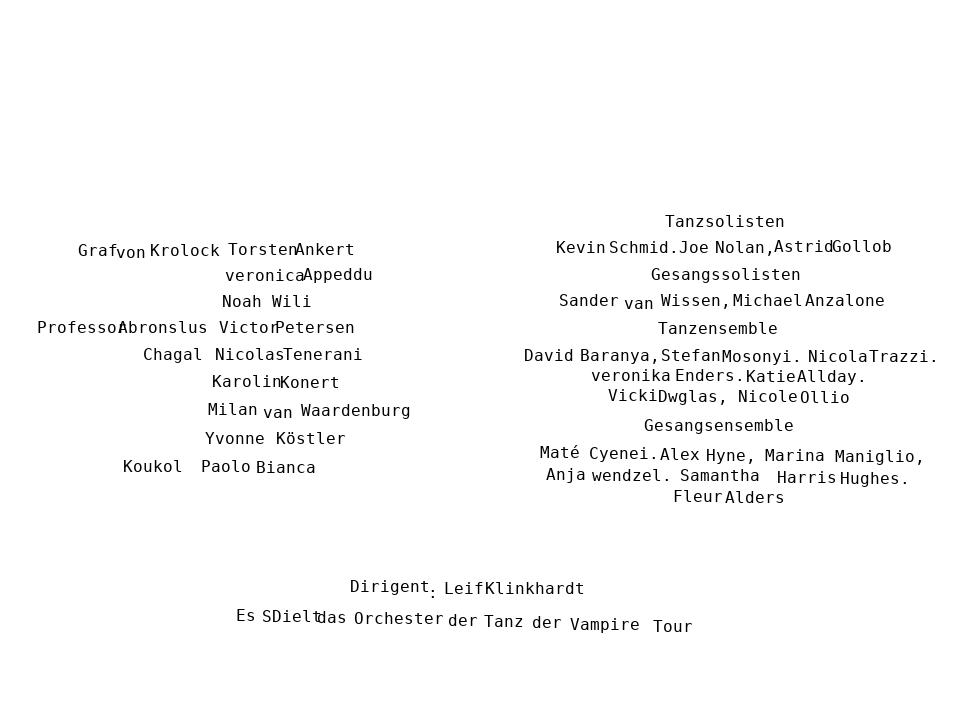 Graf von Krolock Torsten Ankert
veronica Appeddu
Noah Wili
Professor Abronslus Victor Petersen
Chagal Nicolas Tenerani
Karolin Konert
Milan van Waardenburg
Yvonne Köstler
Koukol Paolo Bianca
Tanzsolisten
Kevin Schmid. Joe Nolan, Astrid Gollob
Gesangssolisten
Sander van Wissen, Michael Anzalone
Tanzensemble
David Baranya, Stefan Mosonyi. Nicola Trazzi.
veronika Enders. Katie Allday.
Vicki Dwglas, Nicole Ollio
Gesangsensemble
Maté Cyenei. Alex Hyne, Marina Maniglio,
Anja wendzel. Samantha Harris Hughes.
Fleur Alders
Dirigent : Leif Klinkhardt
Es SDielt das Orchester der Tanz der Vampire Tour